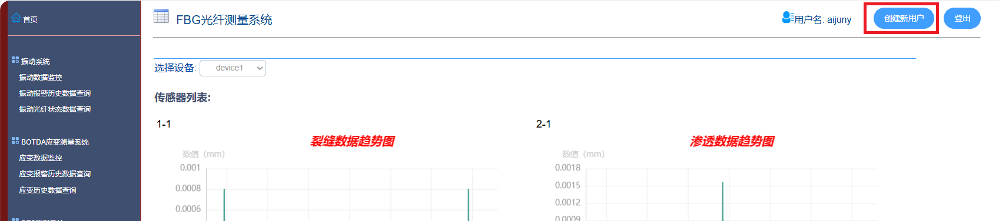 首页
振动系统
振动数据监控
振动报警历史数据查询
振动光纤状态数据查询
BOTDA应变测量系统
应变数据监控
应变报警历史数据查询
应变历史数据查询
FBG光纤测量系统
用户名: aijuny
创建新用户
登出
选择设备: device1
传感器列表:
1-1
裂缝数据趋势图
数值（mm）
0.001
0.0008
0.0006
2-1
渗透数据趋势图
数值（mm）
0.0018
0.0015
0.0012
0.0009